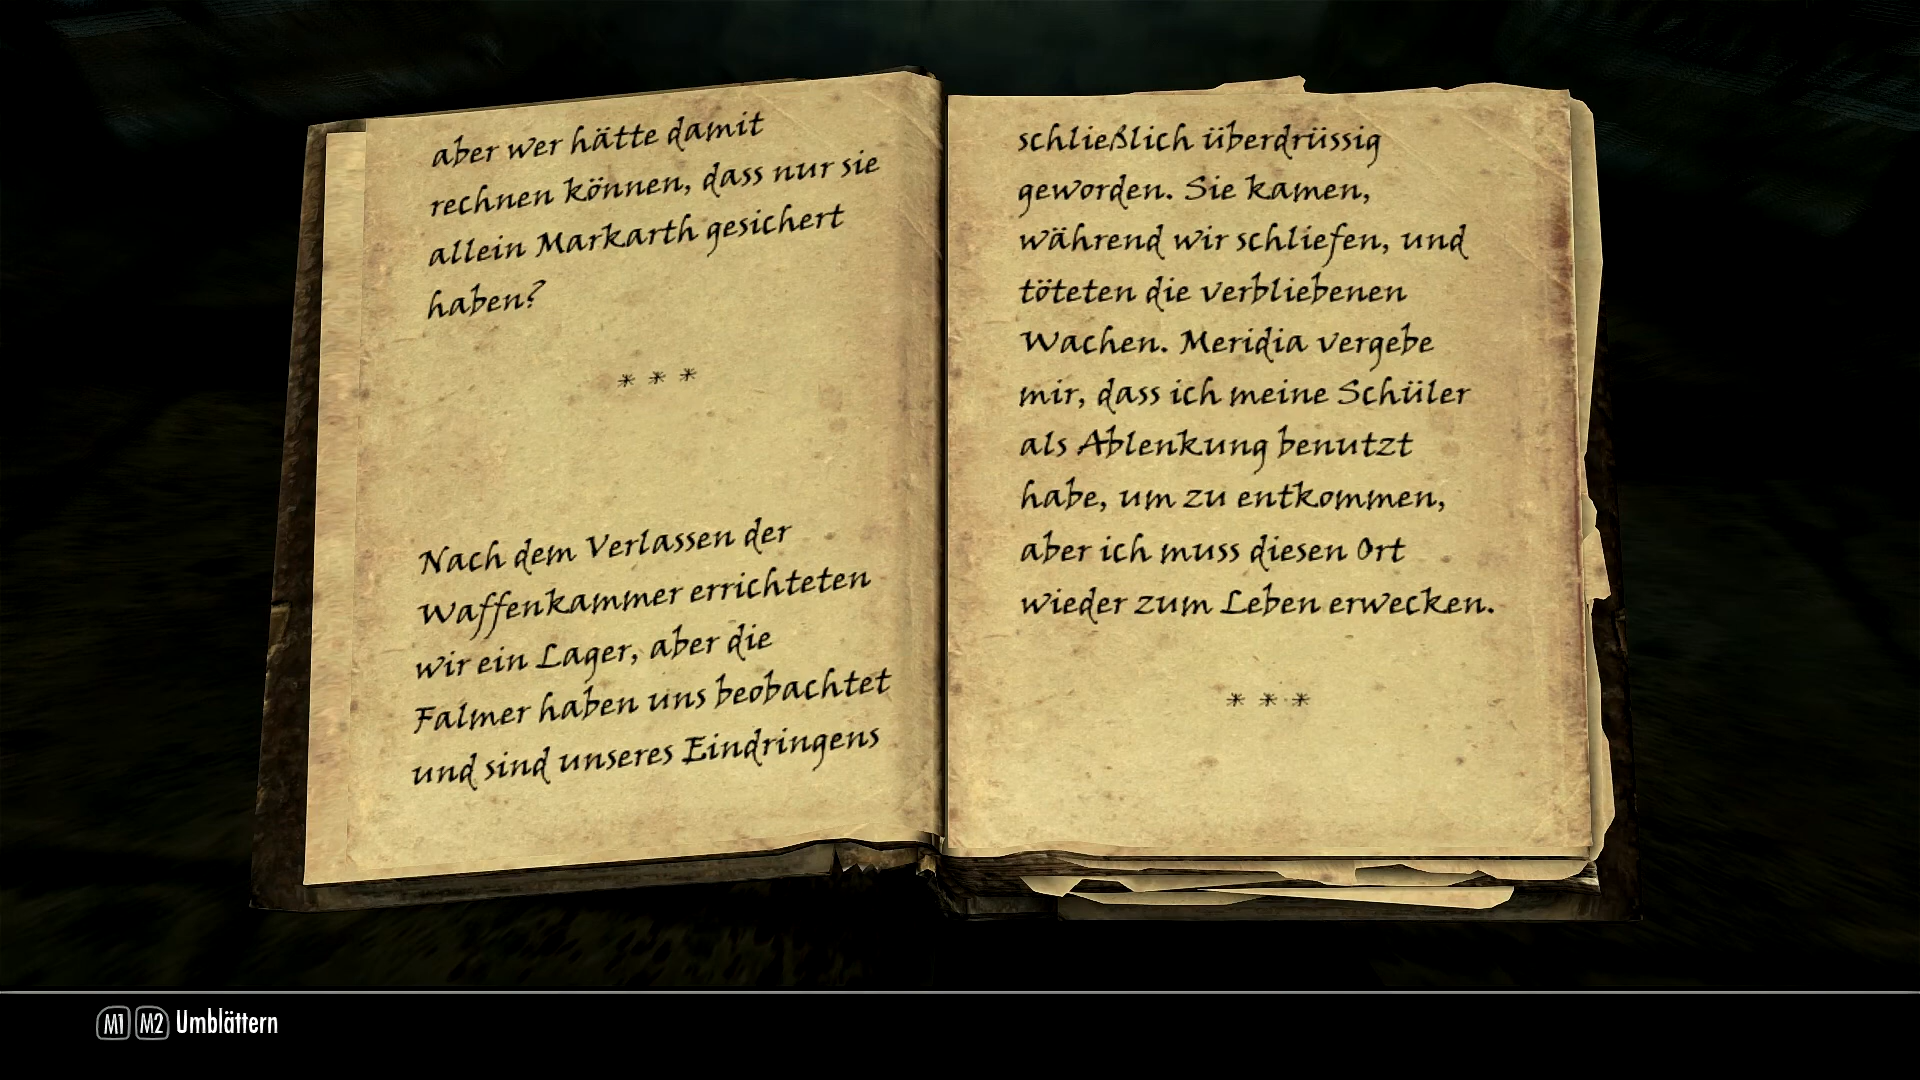 aber wer hätte damit
rechnen können, dass nur sie
allein Markarth gesichert
haben?
* * *
Nach dem Verlassen der
Waffenkammer errichteten
wir ein Lager, aber die
Falmer haben uns beobachtet
und sind unseres Eindringens
schließlich überdrüssig
geworden. Sie kamen,
während wir schliefen, und
töteten die verbliebenen
Wachen. Meridia vergebe
mir, dass ich meine Schüler
als Ablenkung benutzt
habe, um zu entkommen,
aber ich muss diesen Ort
wieder zum Leben erwecken.
* * *
M1 M2 Umblättern